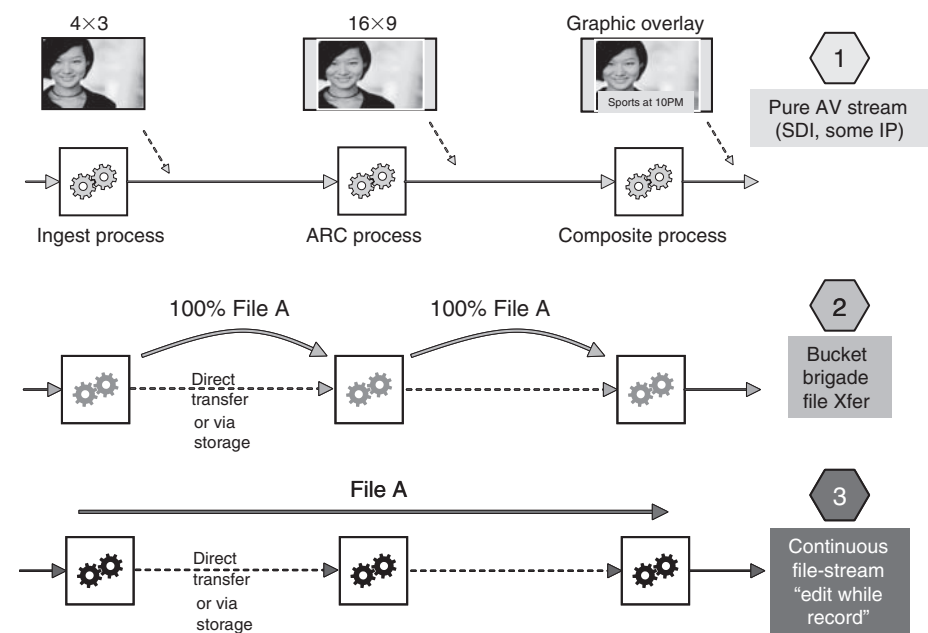 4×3
16×9
Graphic overlay
Sports at 10PM
1
Pure AV stream
(SDI, some IP)
Ingest process
ARC process
Composite process
100% File A
100% File A
2
Bucket
brigade
file Xfer
Direct
transfer
or via
storage
File A
3
Continuous
file-stream
“edit while
record”
Direct
transfer
or via
storage